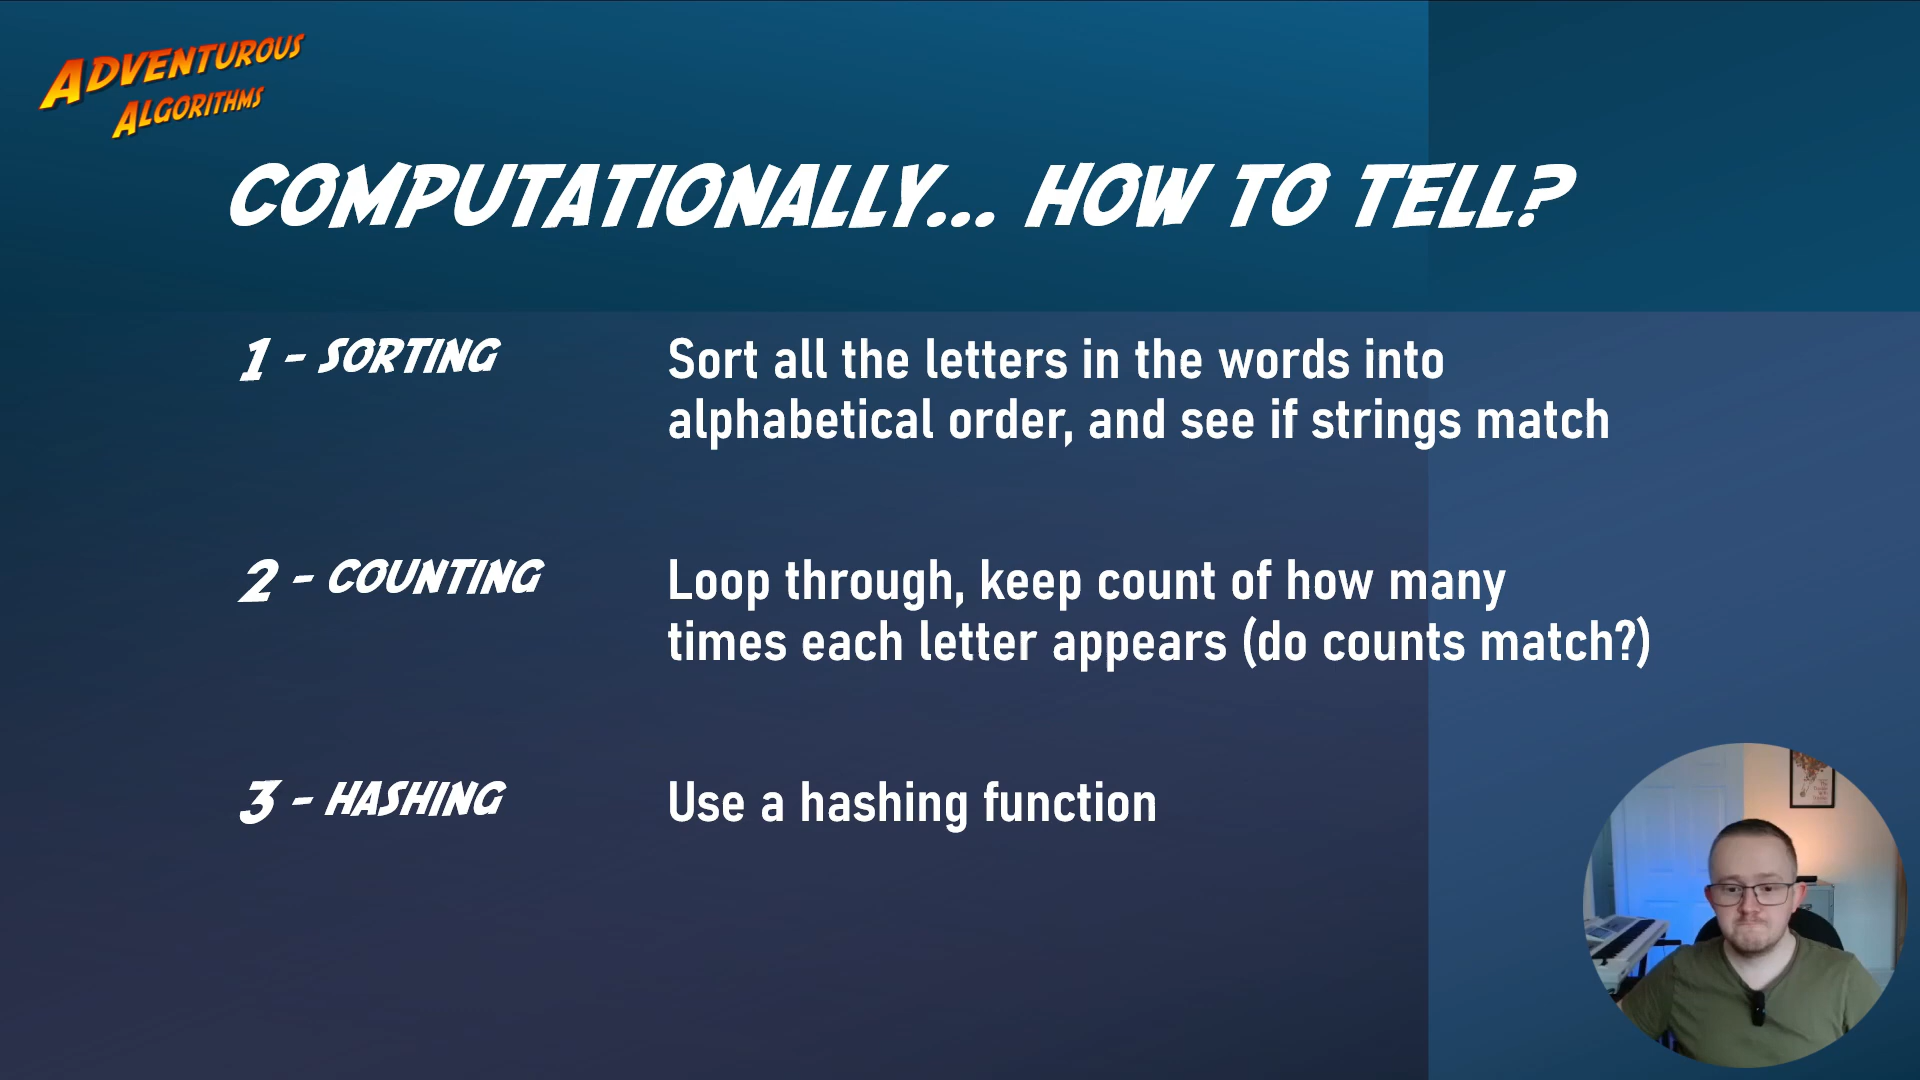 ADVENTUROUS
ALGORITHMS
COMPUTATIONALLY... HOW TO TELL?
1 - SORTING
Sort all the letters in the words into
alphabetical order, and see if strings match
2 - COUNTING
Loop through, keep count of how many
times each letter appears (do counts match?)
3 - HASHING
Use a hashing function